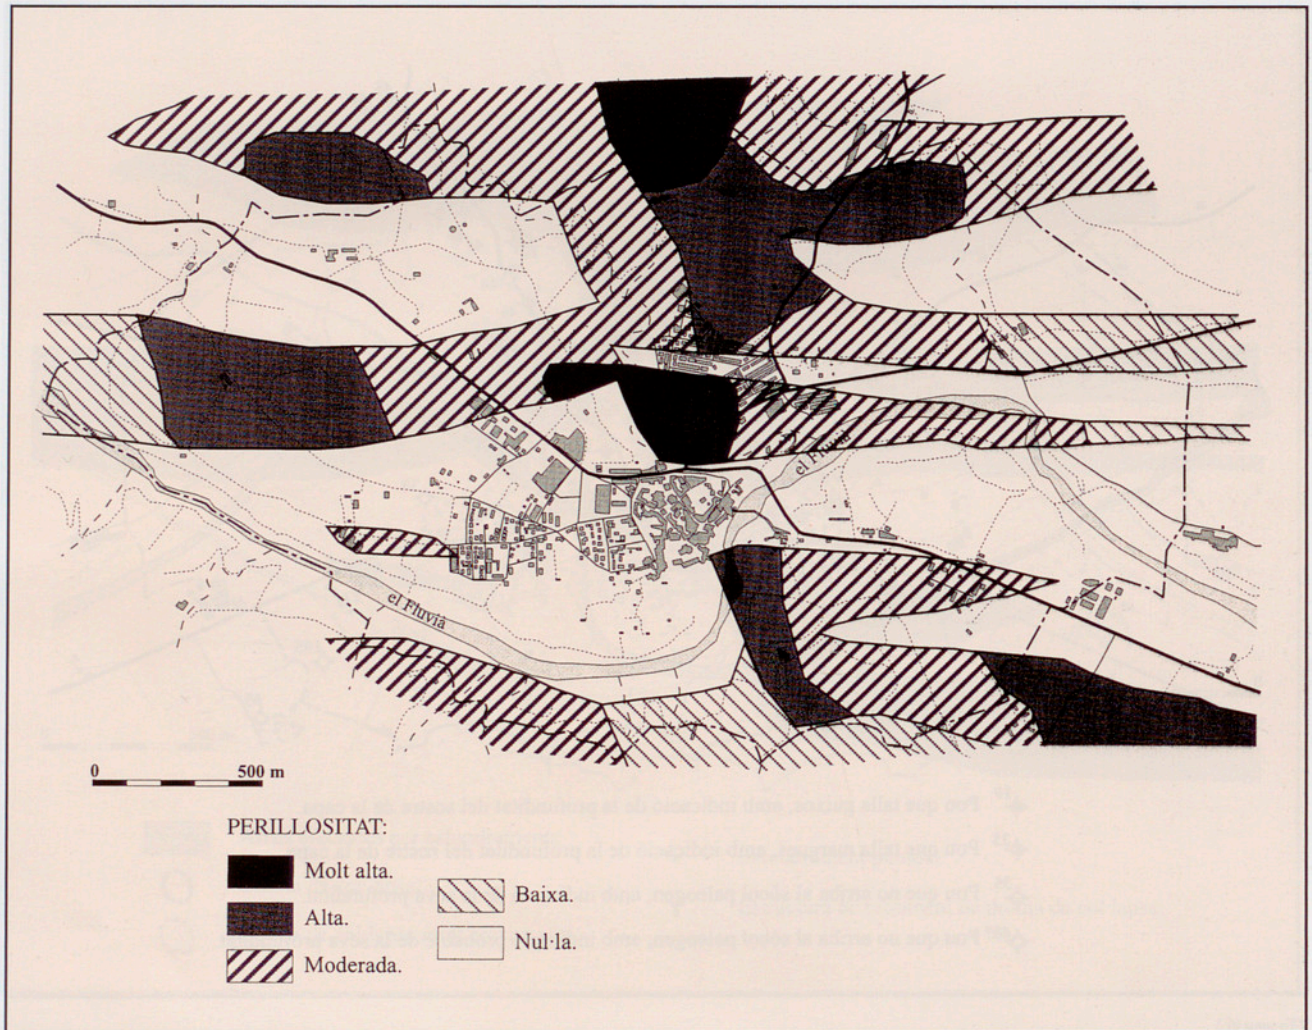 el Fluvià
el Fluvià
0 500 m
PERILLOSITAT:
Molt alta.
Alta.
Moderada.
Baixa.
Nul·la.